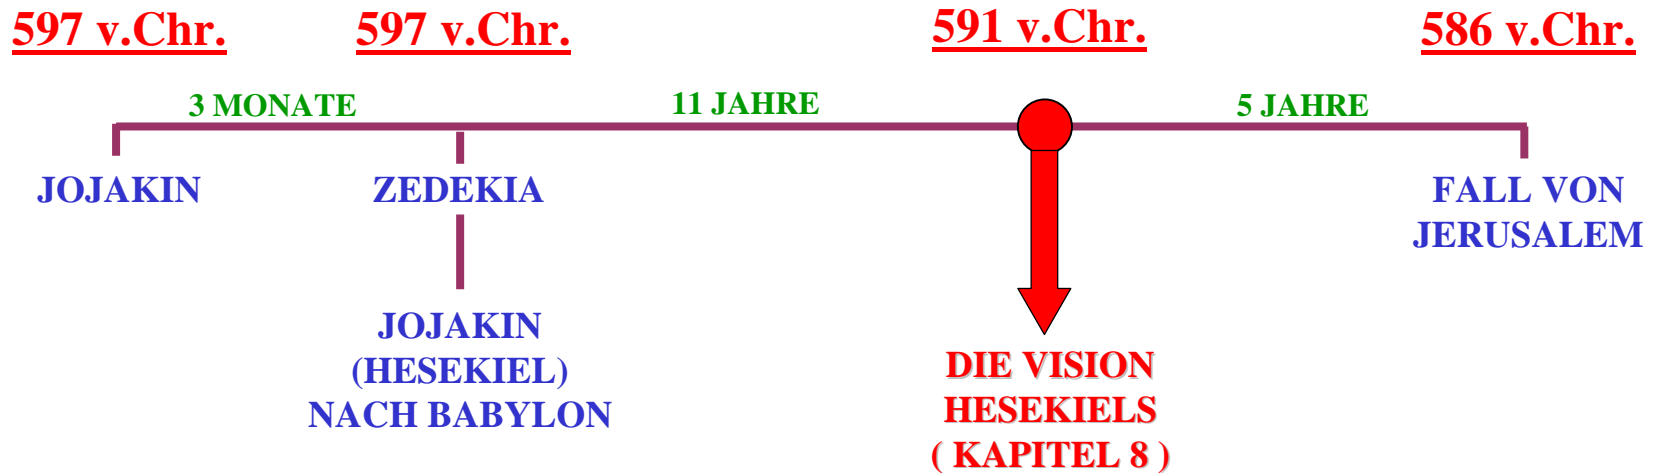 597 v.Chr.
597 v.Chr.
591 v.Chr.
586 v.Chr.
3 MONATE
11 JAHRE
5 JAHRE
JOJAKIN
ZEDEKIA
FALL VON
JERUSALEM
JOJAKIN
(HESEKIEL)
NACH BABYLON
DIE VISION
HESEKIELS
( KAPITEL 8 )